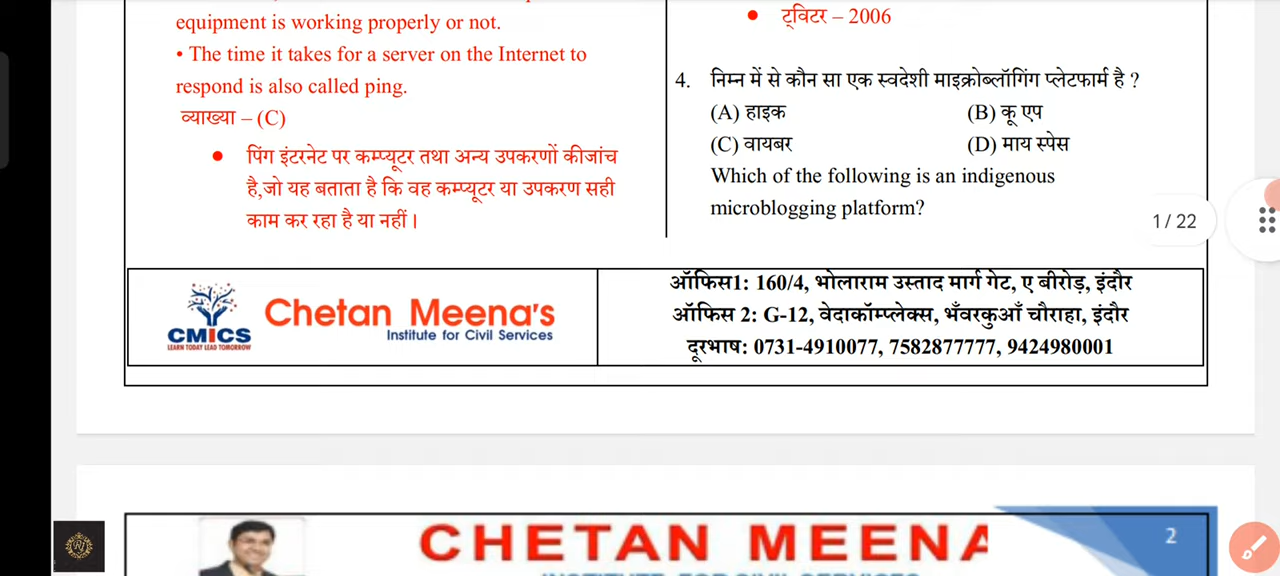 equipment is working properly or not.
• The time it takes for a server on the Internet to
respond is also called ping.
व्याख्या – (C)
• पिंग इंटरनेट पर कम्प्यूटर तथा अन्य उपकरणों कीजांच
है,जो यह बताता है कि वह कम्प्यूटर या उपकरण सही
काम कर रहा है या नहीं।
• ट्विटर – 2006
4. निम्न में से कौन सा एक स्वदेशी माइक्रोब्लॉगिंग प्लेटफार्म है ?
(A) हाइक (B) कू एप
(C) वायबर (D) माय स्पेस
Which of the following is an indigenous
microblogging platform?
1 / 22
CMICS
LEARN TODAY LEAD TOMORROW
Chetan Meena's
Institute for Civil Services
ऑफिस1: 160/4, भोलाराम उस्ताद मार्ग गेट, ए बीरोड़, इंदौर
ऑफिस 2: G-12, वेदाकॉम्प्लेक्स, भँवरकुआँ चौराहा, इंदौर
दूरभाष: 0731-4910077, 7582877777, 9424980001
CHETAN MEENA
2